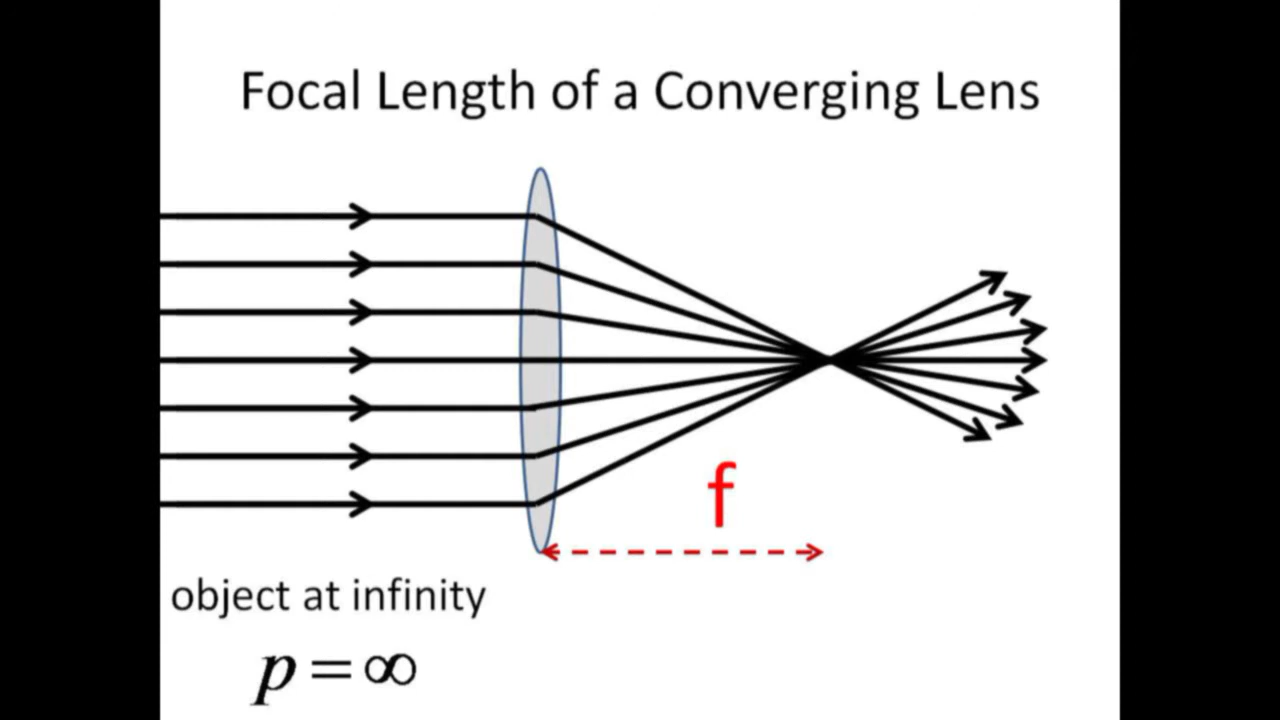 Focal Length of a Converging Lens
f
object at infinity
p = ∞